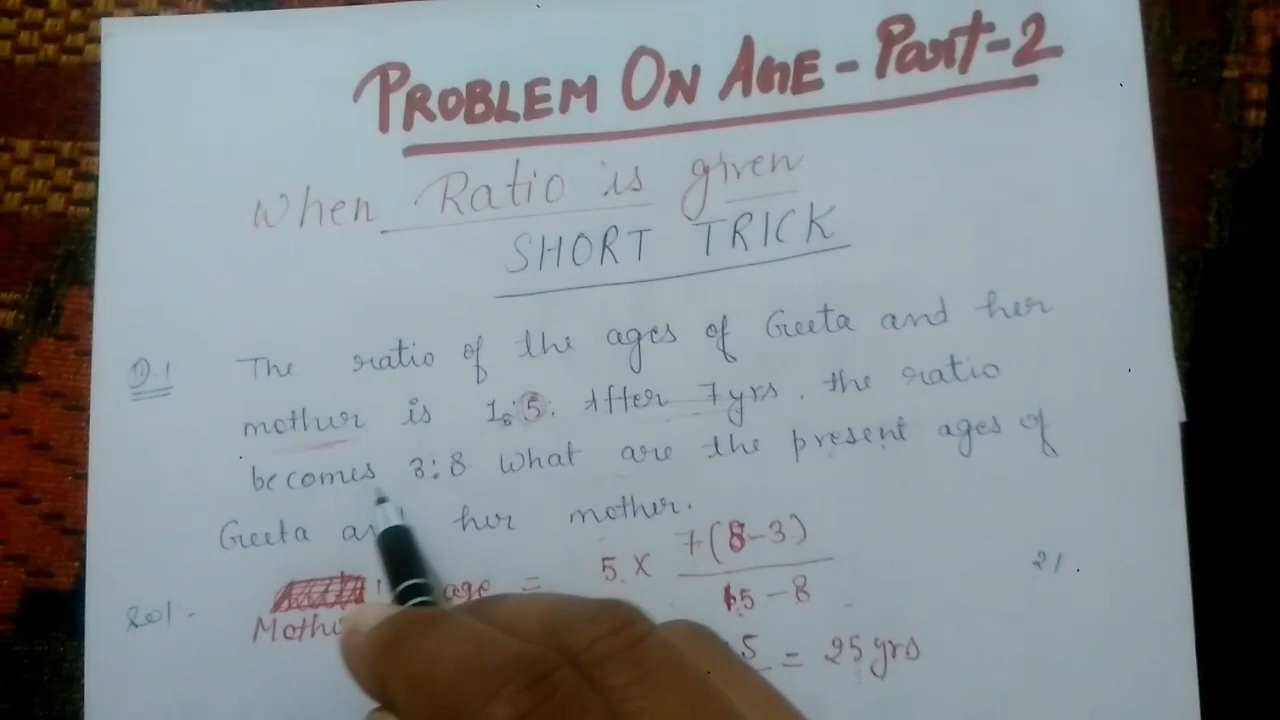 PROBLEM ON AGE - Part-2
When Ratio is given
SHORT TRICK
Q.1 The ratio of the ages of Geeta and her
mother is 1:5. After 7yrs. the ratio
becomes 3:8 what are the present ages of
Geeta her mother.
Sol. age = 5 x 7(8-3)
15-8
5 = 25 yrs